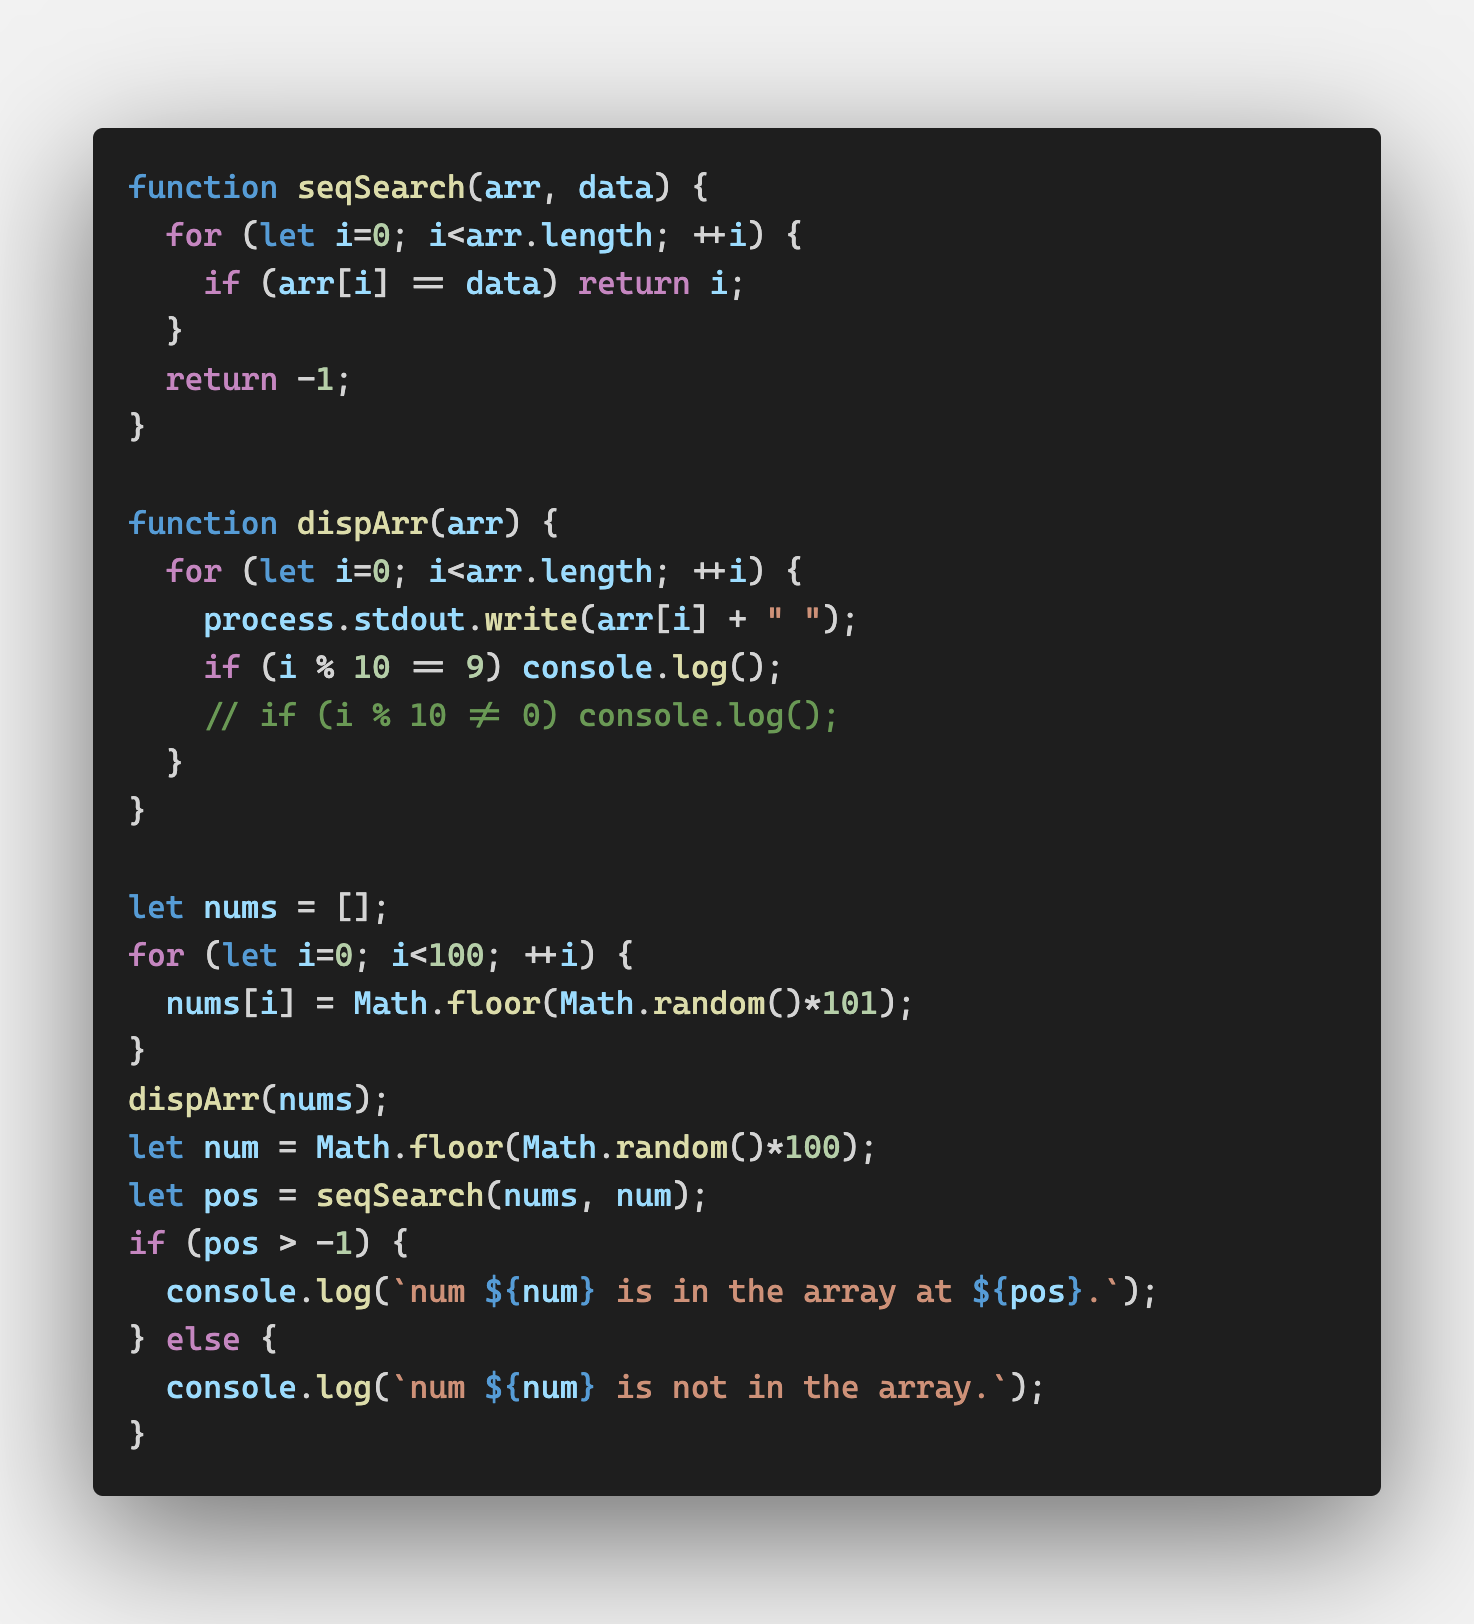 function seqSearch(arr, data) {
  for (let i=0; i<arr.length; ++i) {
    if (arr[i] == data) return i;
  }
  return -1;
}

function dispArr(arr) {
  for (let i=0; i<arr.length; ++i) {
    process.stdout.write(arr[i] + " ");
    if (i % 10 == 9) console.log();
    // if (i % 10 != 0) console.log();
  }
}

let nums = [];
for (let i=0; i<100; ++i) {
  nums[i] = Math.floor(Math.random()*101);
}
dispArr(nums);
let num = Math.floor(Math.random()*100);
let pos = seqSearch(nums, num);
if (pos > -1) {
  console.log(`num ${num} is in the array at ${pos}.`);
} else {
  console.log(`num ${num} is not in the array.`);
}